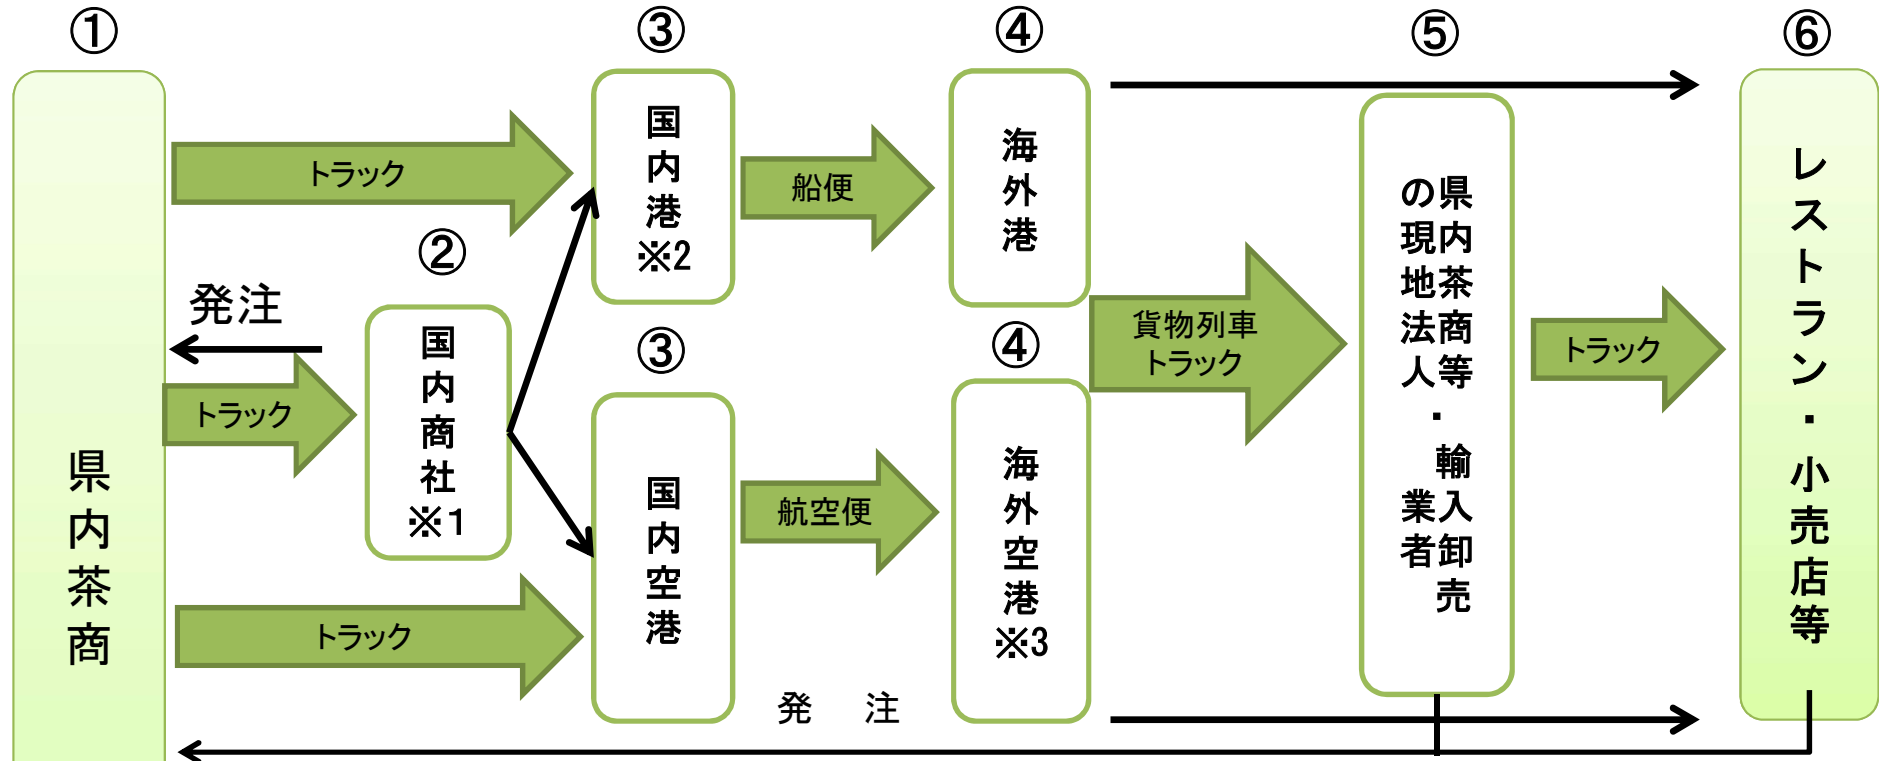 ①
県内茶商
トラック
発注
トラック
トラック
②
国内商社
※1
③
国内港
※2
③
国内空港
船便
航空便
発 注
④
海外港
④
海外空港
※3
貨物列車
トラック
⑤
県内茶商等・輸入卸売
の現地法人 業者
トラック
⑥
レストラン・小売店等